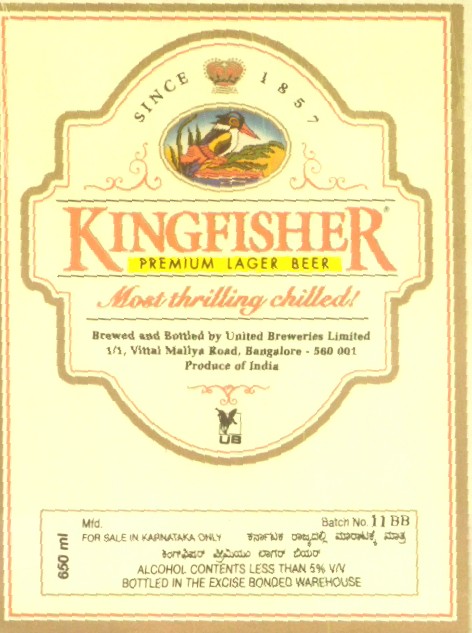 SINCE 1857
KINGFISHER®
PREMIUM LAGER BEER
Most thrilling chilled!
Brewed and Bottled by United Breweries Limited
1/1, Vittal Mallya Road, Bangalore - 560 001
Produce of India
UB
650 ml
Mfd. Batch No. 11 BB
FOR SALE IN KARNATAKA ONLY ಕರ್ನಾಟಕ ರಾಜ್ಯದಲ್ಲಿ ಮಾರಾಟಕ್ಕೆ ಮಾತ್ರ
ಕಿಂಗ್‌ಫಿಷರ್ ಪ್ರೀಮಿಯಂ ಲಾಗರ್ ಬಿಯರ್
ALCOHOL CONTENTS LESS THAN 5% V/V
BOTTLED IN THE EXCISE BONDED WAREHOUSE